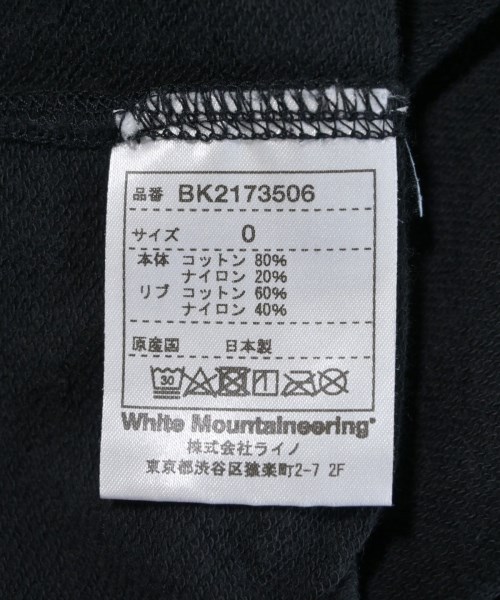 品番 BK2173506
サイズ 0
本体 コットン 80%
ナイロン 20%
リブ コットン 60%
ナイロン 40%
原産国 日本製
30
White Mountaineering®
株式会社ライノ
東京都渋谷区猿楽町2-7 2F